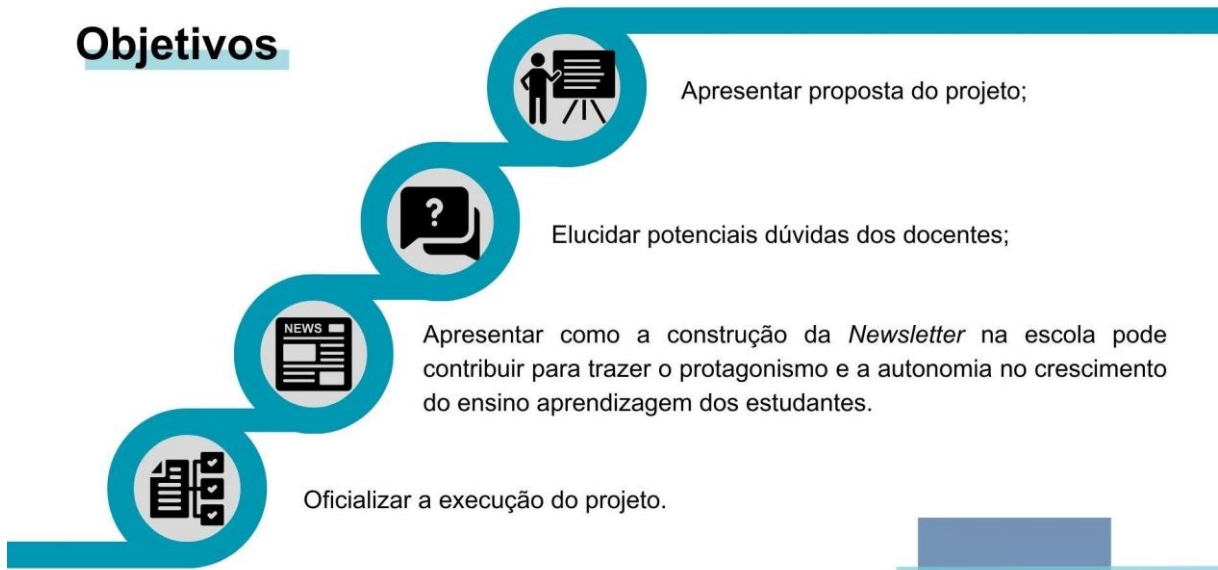 Objetivos
Apresentar proposta do projeto;
?
Elucidar potenciais dúvidas dos docentes;
NEWS
Apresentar como a construção da Newsletter na escola pode
contribuir para trazer o protagonismo e a autonomia no crescimento
do ensino aprendizagem dos estudantes.
Oficializar a execução do projeto.